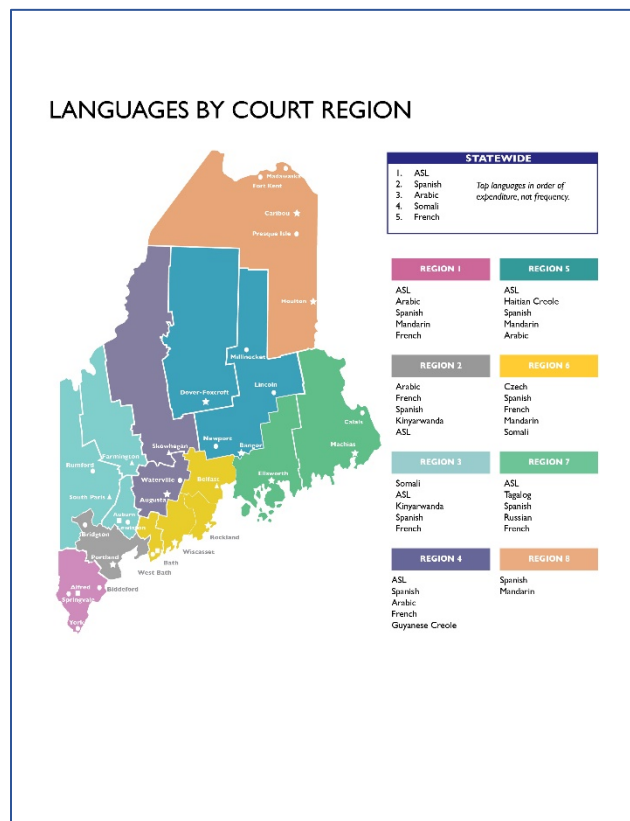 LANGUAGES BY COURT REGION
STATEWIDE
1. ASL
2. Spanish
3. Arabic
4. Somali
5. French
Top languages in order of
expenditure, not frequency.
Madawaska
Fort Kent
Caribou
Presque Isle
Houlton
Millinocket
Lincoln
Dover-Foxcroft
Calais
Newport
Bangor
Machias
Skowhegan
Ellsworth
Farmington
Rumford
Waterville
Belfast
South Paris
Augusta
Auburn
Lewiston
Rockland
Bridgton
Wiscasset
Portland
Bath
West Bath
Alfred
Biddeford
Springvale
York
REGION 1
ASL
Arabic
Spanish
Mandarin
French
REGION 5
ASL
Haitian Creole
Spanish
Mandarin
Arabic
REGION 2
Arabic
French
Spanish
Kinyarwanda
ASL
REGION 6
Czech
Spanish
French
Mandarin
Somali
REGION 3
Somali
ASL
Kinyarwanda
Spanish
French
REGION 7
ASL
Tagalog
Spanish
Russian
French
REGION 4
ASL
Spanish
Arabic
French
Guyanese Creole
REGION 8
Spanish
Mandarin